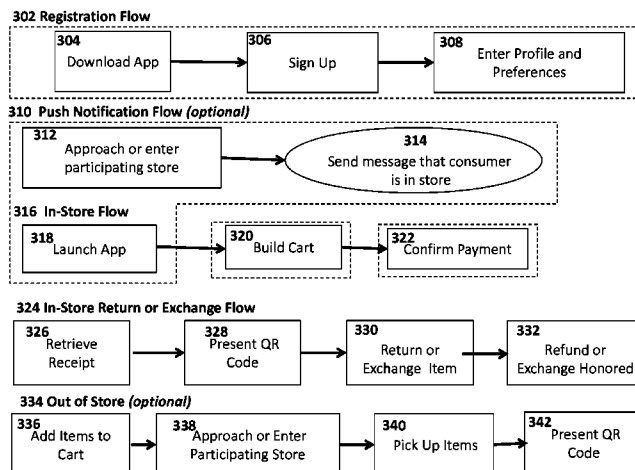 302 Registration Flow
304
Download App
306
Sign Up
308
Enter Profile and
Preferences
310 Push Notification Flow (optional)
312
Approach or enter
participating store
314
Send message that consumer
is in store
316 In-Store Flow
318
Launch App
320
Build Cart
322
Confirm Payment
324 In-Store Return or Exchange Flow
326
Retrieve
Receipt
328
Present QR
Code
330
Return or
Exchange Item
332
Refund or
Exchange Honored
334 Out of Store (optional)
336
Add Items to
Cart
338
Approach or Enter
Participating Store
340
Pick Up Items
342
Present QR
Code